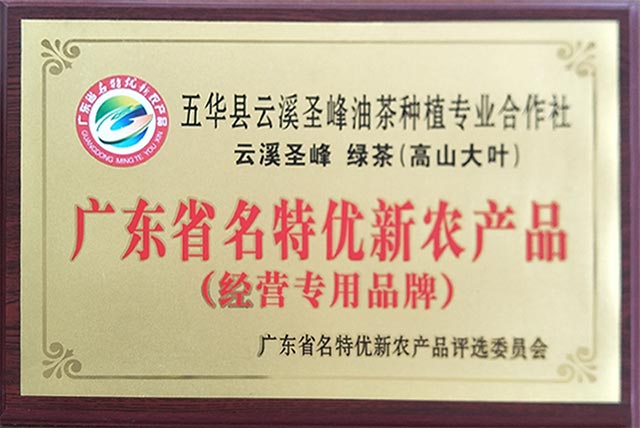 广东省名特优新农产品
GUANGDONG MING TE YOU XIN
五华县云溪圣峰油茶种植专业合作社
云溪圣峰 绿茶(高山大叶)
广东省名特优新农产品
(经营专用品牌)
广东省名特优新农产品评选委员会